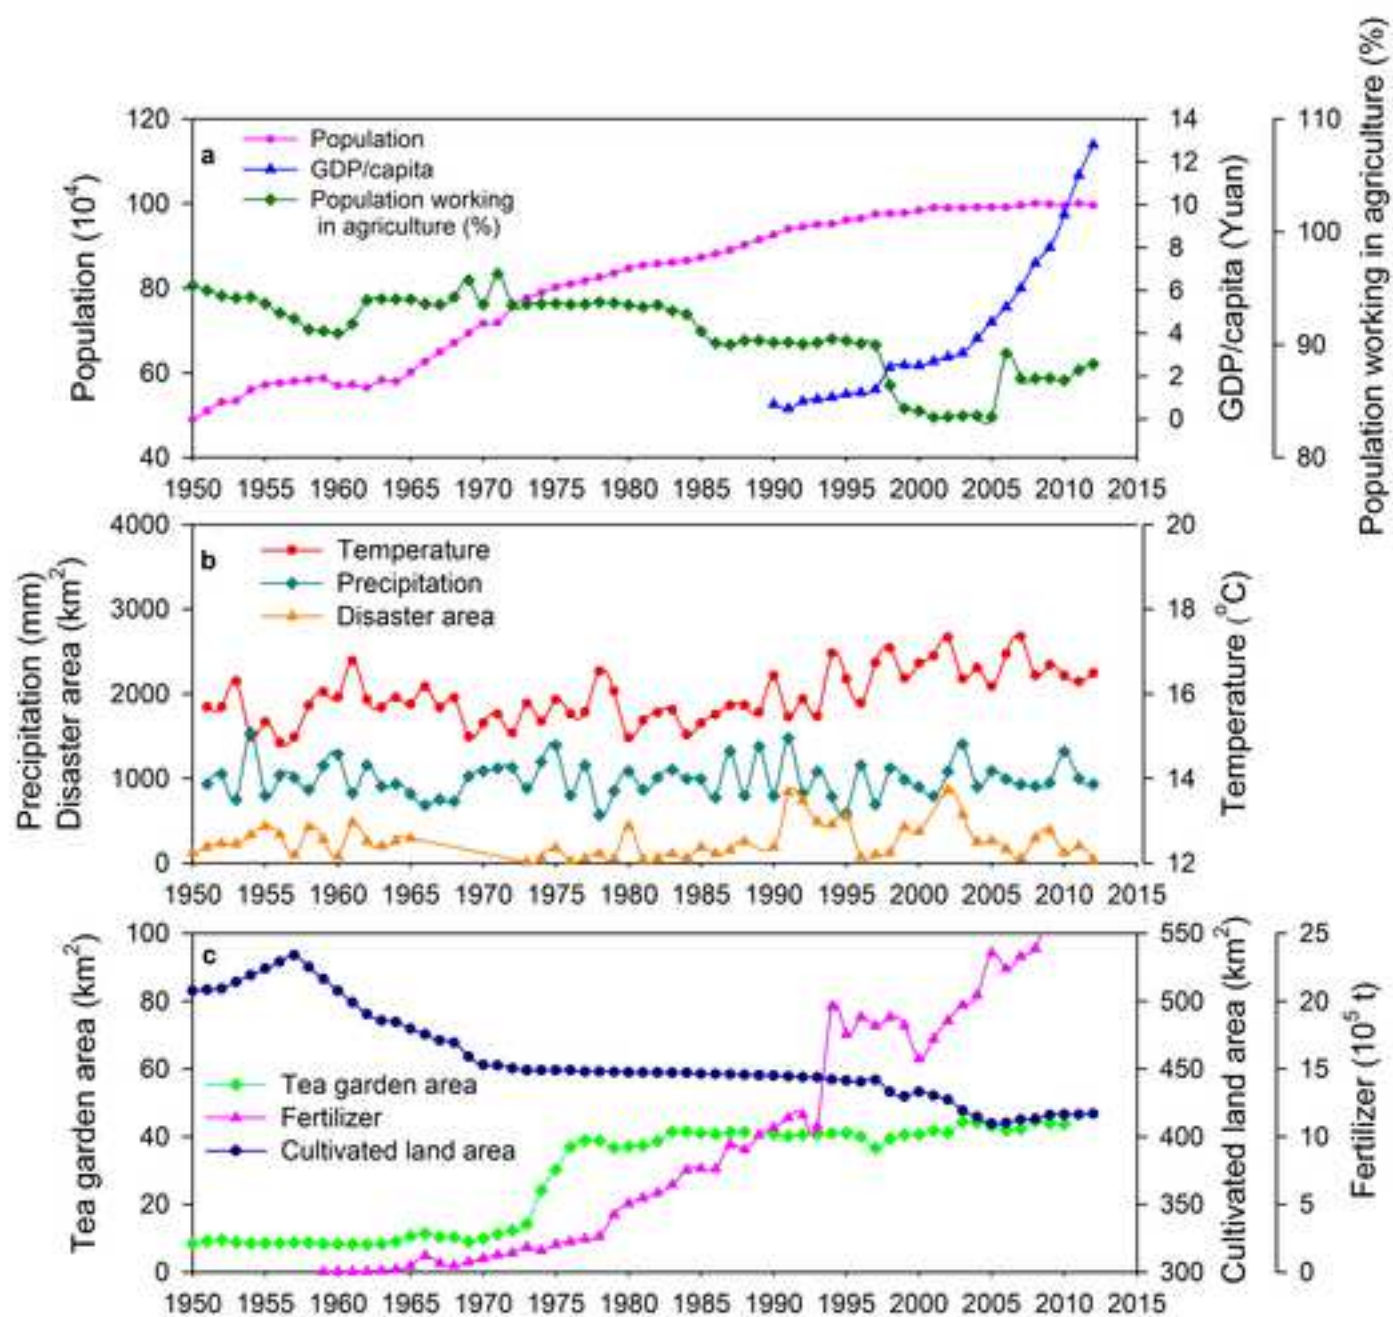 Population working in agriculture (%)
120
100
80
60
40
Population (10⁴)
a
Population
GDP/capita
Population working
in agriculture (%)
14
12
10
8
6
4
2
0
GDP/capita (Yuan)
110
100
90
80
1950 1955 1960 1965 1970 1975 1980 1985 1990 1995 2000 2005 2010 2015
4000
3000
2000
1000
0
Precipitation (mm)
Disaster area (km²)
b
Temperature
Precipitation
Disaster area
20
18
16
14
12
Temperature (°C)
1950 1955 1960 1965 1970 1975 1980 1985 1990 1995 2000 2005 2010 2015
100
80
60
40
20
0
Tea garden area (km²)
c
Tea garden area
Fertilizer
Cultivated land area
550
500
450
400
350
300
Cultivated land area (km²)
25
20
15
10
5
0
Fertilizer (10⁵ t)
1950 1955 1960 1965 1970 1975 1980 1985 1990 1995 2000 2005 2010 2015